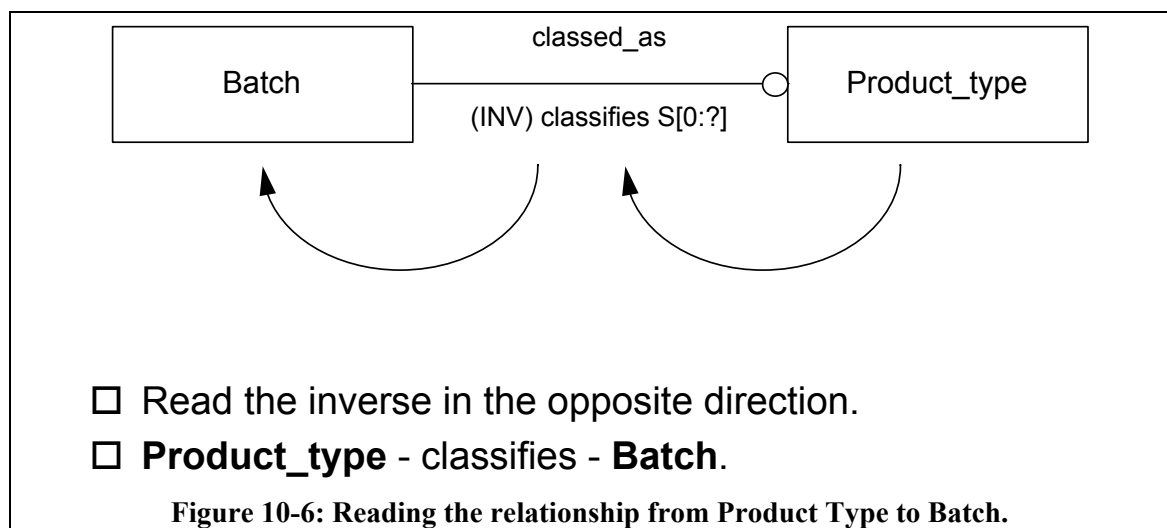 classed_as
Batch
Product_type
(INV) classifies S[0:?]
Read the inverse in the opposite direction.
Product_type - classifies - Batch.
Figure 10-6: Reading the relationship from Product Type to Batch.